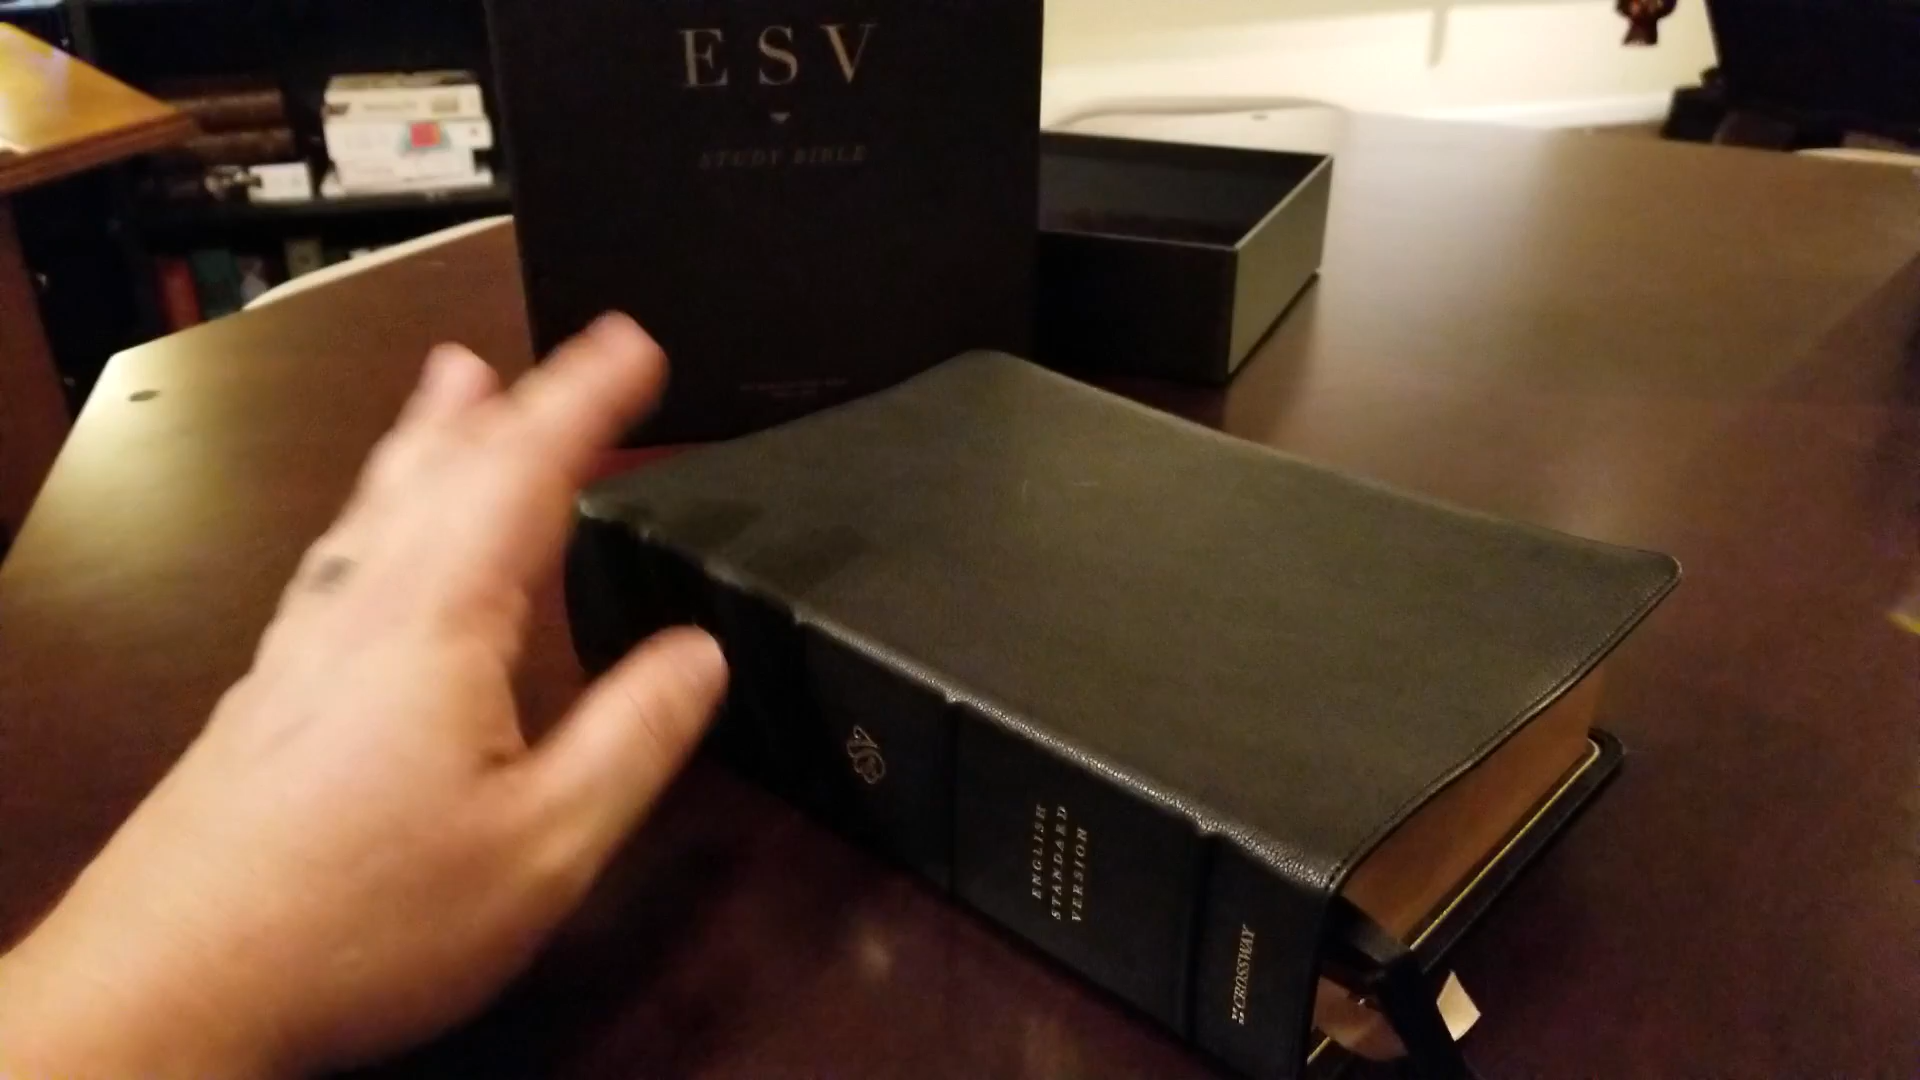 ESV
STUDY BIBLE
ENGLISH
STANDARD
VERSION
CROSSWAY